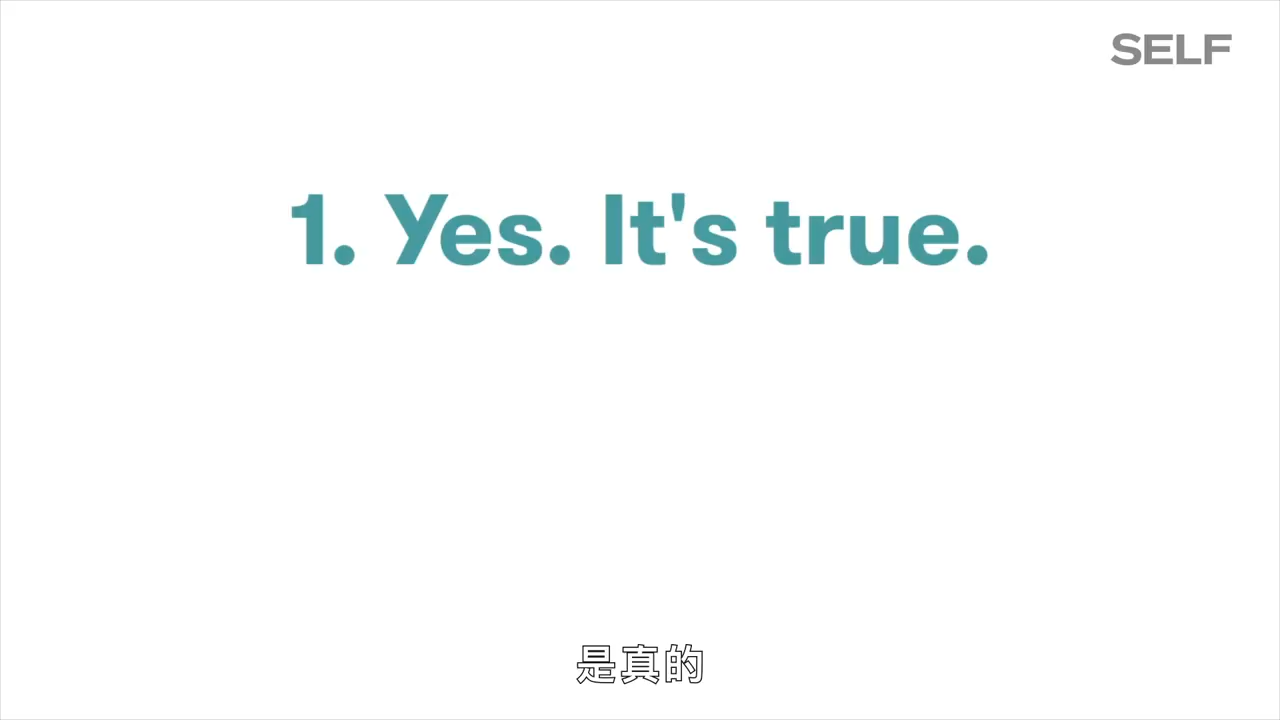 SELF
1. Yes. It's true.
是真的